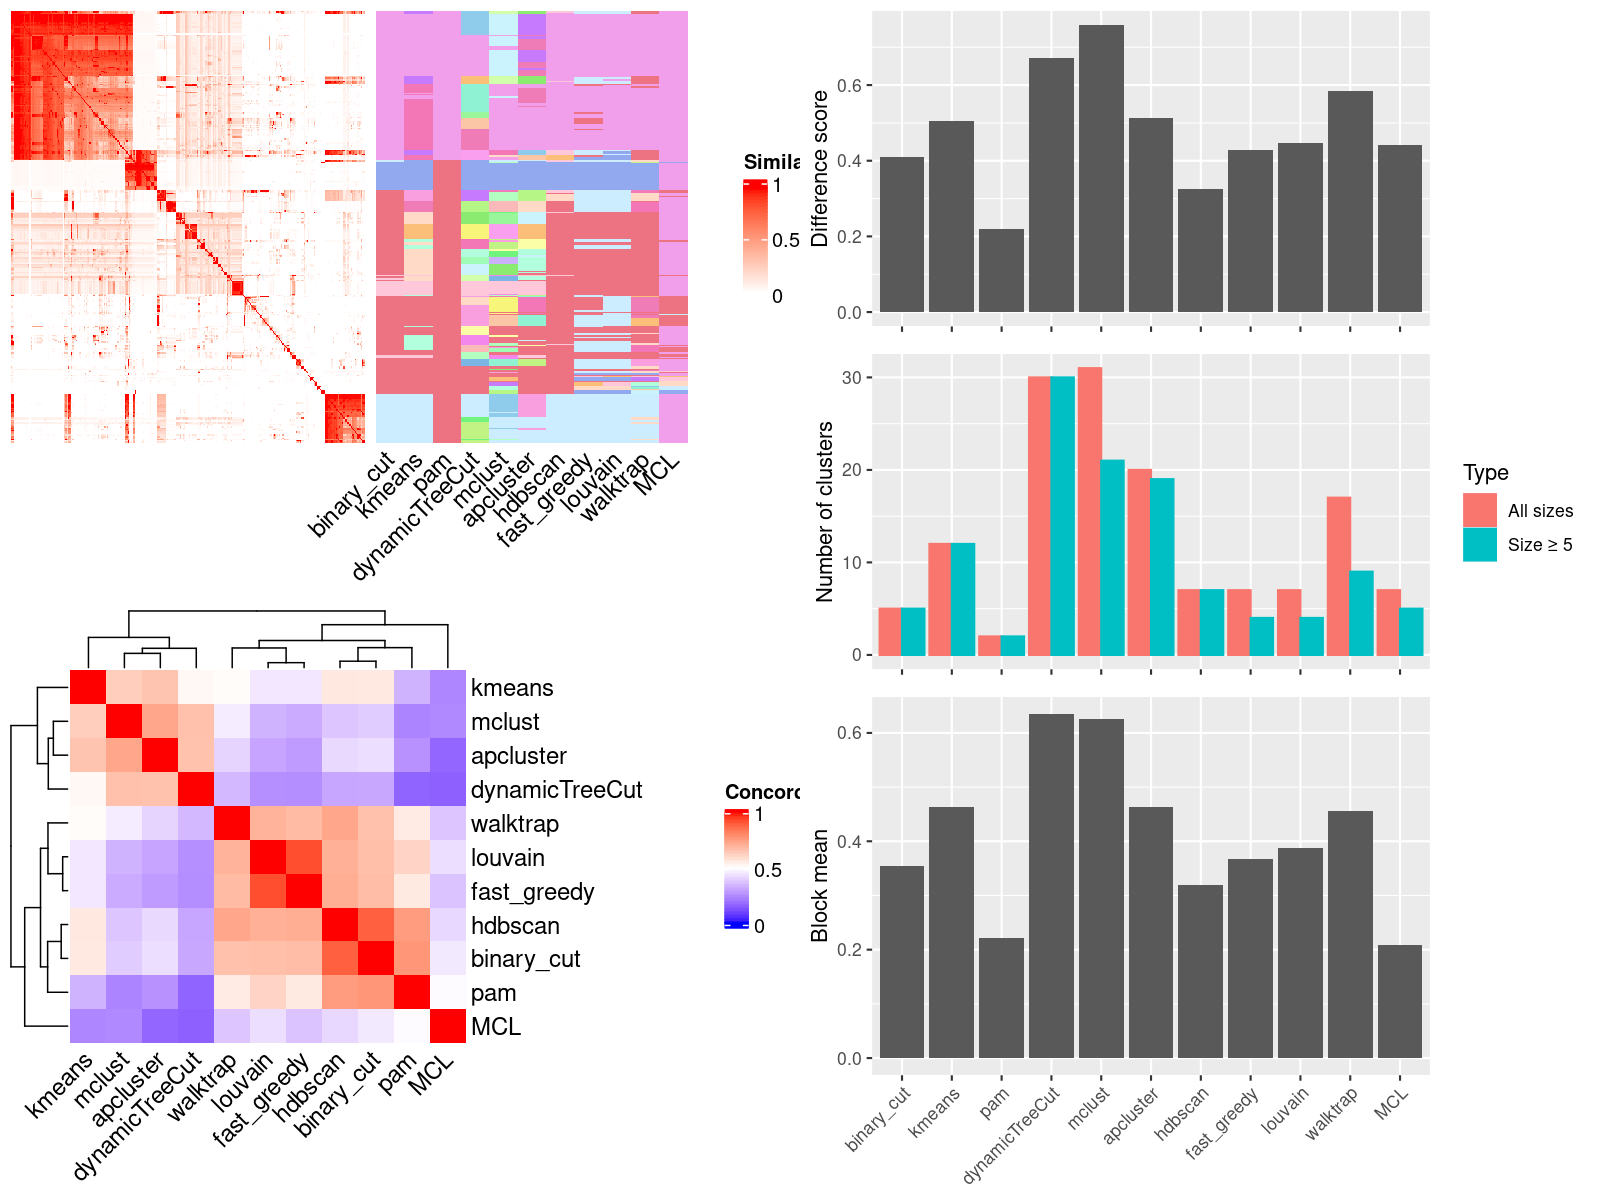 Simila
1
0.5
0
binary_cut
kmeans
pam
dynamicTreeCut
mclust
apcluster
hdbscan
fast_greedy
louvain
walktrap
MCL
kmeans
mclust
apcluster
dynamicTreeCut
walktrap
louvain
fast_greedy
hdbscan
binary_cut
pam
MCL
Concord
1
0.5
0
kmeans
mclust
apcluster
dynamicTreeCut
walktrap
louvain
fast_greedy
hdbscan
binary_cut
pam
MCL
Difference score
0.6
0.4
0.2
0.0
Number of clusters
30
20
10
0
Type
All sizes
Size ≥ 5
Block mean
0.6
0.4
0.2
0.0
binary_cut
kmeans
pam
dynamicTreeCut
mclust
apcluster
hdbscan
fast_greedy
louvain
walktrap
MCL